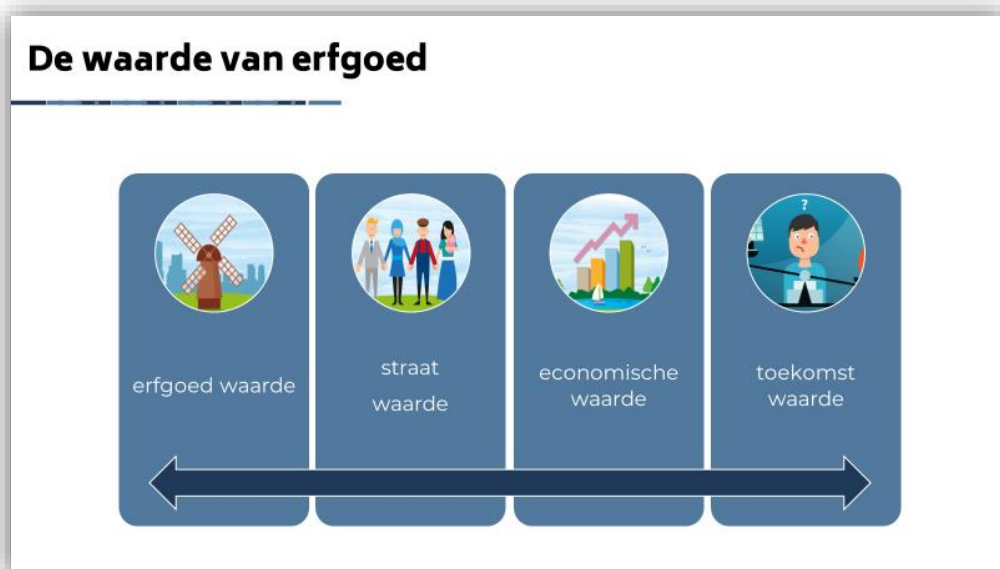 De waarde van erfgoed
?
erfgoed waarde
straat
waarde
economische
waarde
toekomst
waarde